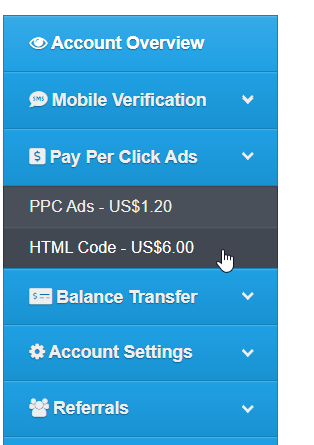 Account Overview
SMS Mobile Verification
$ Pay Per Click Ads
PPC Ads - US$1.20
HTML Code - US$6.00
Balance Transfer
Account Settings
Referrals